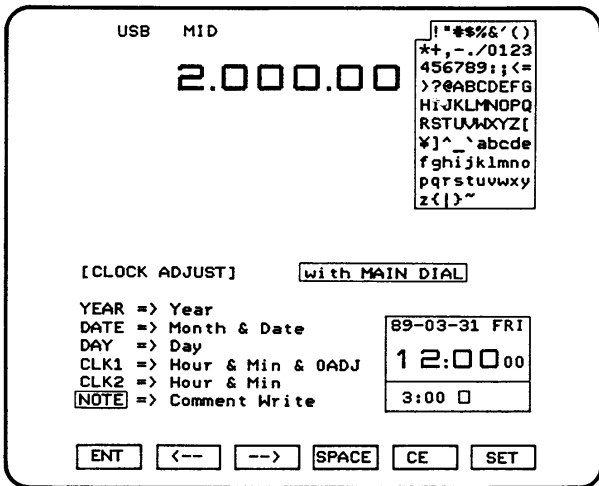 USB MID
2.000.00
!"#$%&'()
*+,-./0123
456789:;<=
>?@ABCDEFG
HIJKLMNOPQ
RSTUVWXYZ[
¥]^_`abcde
fghijklmno
pqrstuvwxy
z{|}~
[CLOCK ADJUST] with MAIN DIAL
YEAR => Year
DATE => Month & Date
DAY => Day
CLK1 => Hour & Min & 0ADJ
CLK2 => Hour & Min
NOTE => Comment Write
89-03-31 FRI
12:00 00
3:00
ENT <-- --> SPACE CE SET